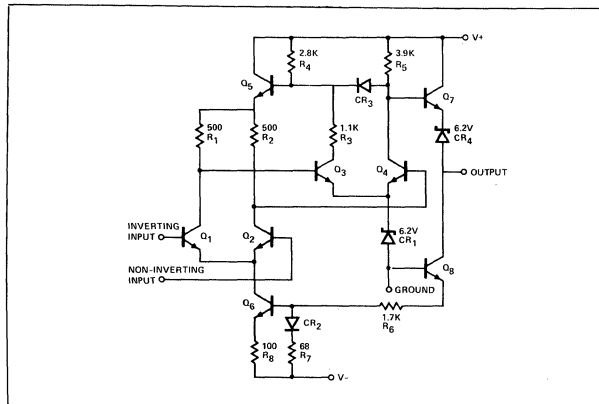 V+
2.8K
R4
3.9K
R5
Q5
CR3
Q7
6.2V
CR4
500
R1
500
R2
1.1K
R3
Q3
Q4
OUTPUT
INVERTING
INPUT
Q1
Q2
6.2V
CR1
Q8
NON-INVERTING
INPUT
GROUND
Q6
CR2
1.7K
R6
100
R8
68
R7
V-